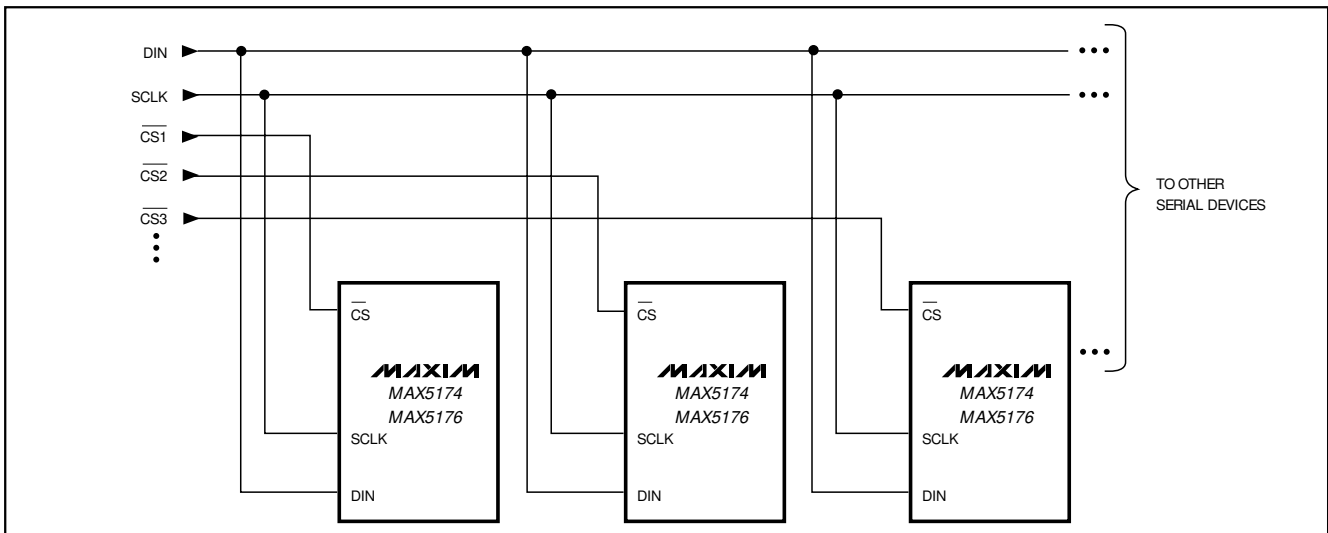 DIN
SCLK
CS1
CS2
CS3
TO OTHER
SERIAL DEVICES
CS
MAXIM
MAX5174
MAX5176
SCLK
DIN
CS
MAXIM
MAX5174
MAX5176
SCLK
DIN
CS
MAXIM
MAX5174
MAX5176
SCLK
DIN